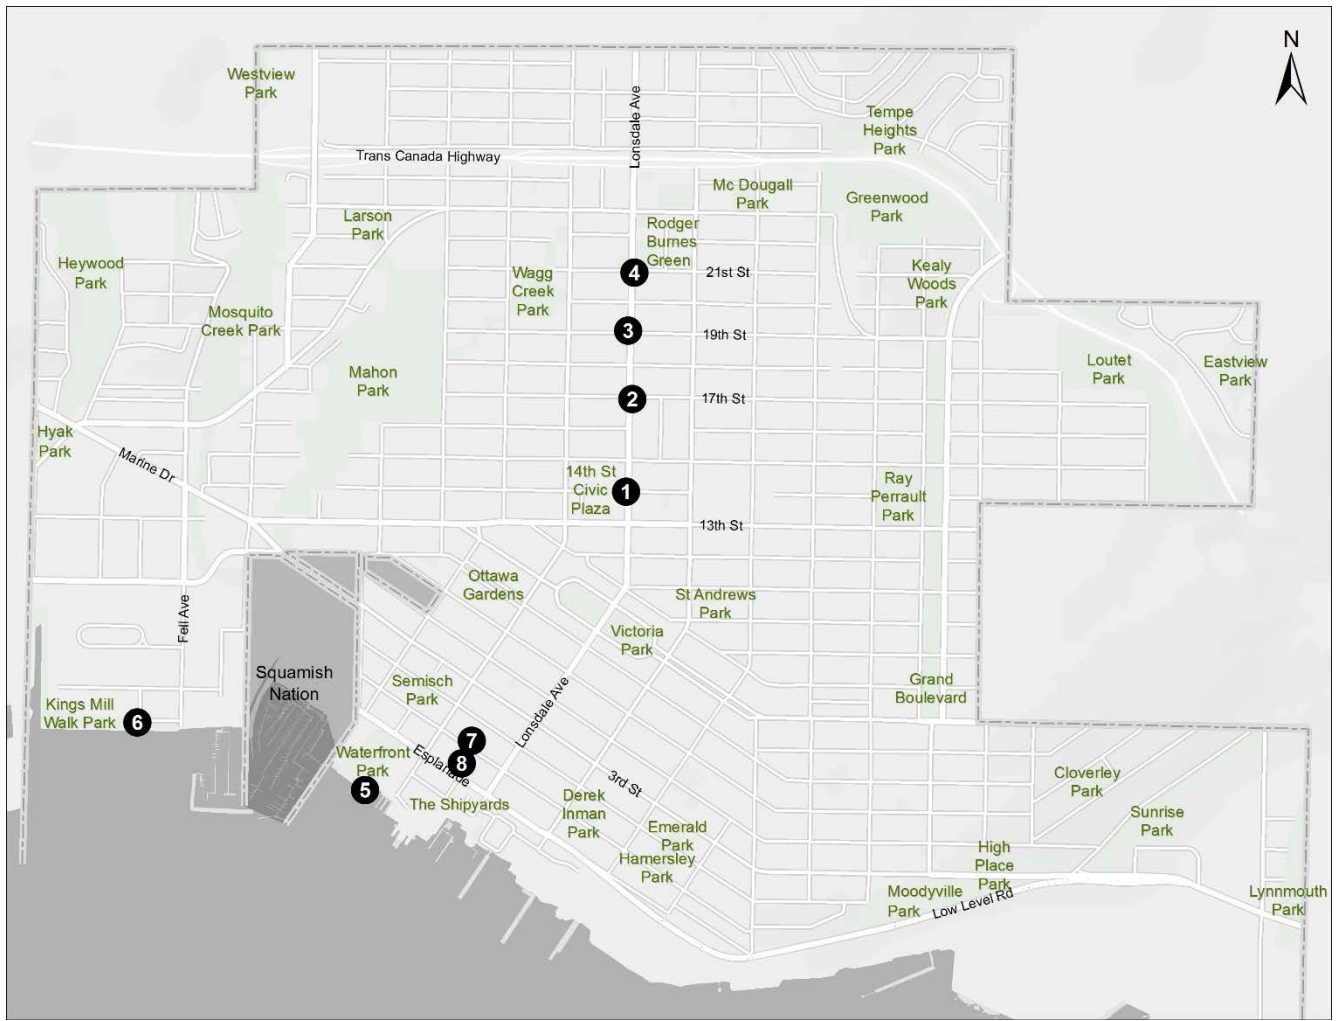 N
Westview
Park
Lonsdale Ave
Tempe
Heights
Park
Trans Canada Highway
Mc Dougall
Park
Greenwood
Park
Larson
Park
Rodger
Burnes
Green
Heywood
Park
Wagg
Creek
Park
4
21st St
Kealy
Woods
Park
Mosquito
Creek Park
3
19th St
Loutet
Park
Eastview
Park
Mahon
Park
2
17th St
Hyak
Park
Marine Dr
14th St
Civic
Plaza
1
Ray
Perrault
Park
13th St
Ottawa
Gardens
St Andrews
Park
Fell Ave
Victoria
Park
Squamish
Nation
Semisch
Park
Grand
Boulevard
Kings Mill
Walk Park
6
Lonsdale Ave
7
Waterfront
Park
Esplanade
8
5
The Shipyards
3rd St
Derek
Inman
Park
Cloverley
Park
Emerald
Park
Hamersley
Park
Sunrise
Park
High
Place
Park
Moodyville
Park
Low Level Rd
Lynnmouth
Park